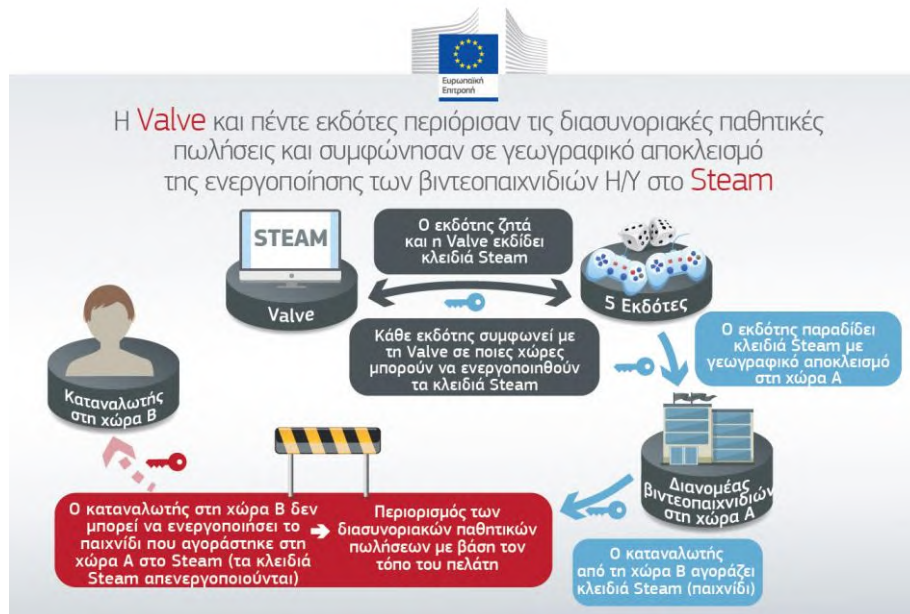 Ευρωπαϊκή
Επιτροπή
Η Valve και πέντε εκδότες περιόρισαν τις διασυνοριακές παθητικές
πωλήσεις και συμφώνησαν σε γεωγραφικό αποκλεισμό
της ενεργοποίησης των βιντεοπαιχνιδιών Η/Υ στο Steam
STEAM
Valve
Ο εκδότης ζητά
και η Valve εκδίδει
κλειδιά Steam
5 Εκδότες
Κάθε εκδότης συμφωνεί με
τη Valve σε ποιες χώρες
μπορούν να ενεργοποιηθούν
τα κλειδιά Steam
Ο εκδότης παραδίδει
κλειδιά Steam με
γεωγραφικό αποκλεισμό
στη χώρα Α
Καταναλωτής
στη χώρα Β
Διανομέας
βιντεοπαιχνιδιών
στη χώρα Α
Ο καταναλωτής στη χώρα Β δεν
μπορεί να ενεργοποιήσει το
παιχνίδι που αγοράστηκε στη
χώρα Α στο Steam (τα κλειδιά
Steam απενεργοποιούνται)
Περιορισμός των
διασυνοριακών παθητικών
πωλήσεων με βάση τον
τόπο του πελάτη
Ο καταναλωτής
από τη χώρα Β αγοράζει
κλειδιά Steam (παιχνίδι)